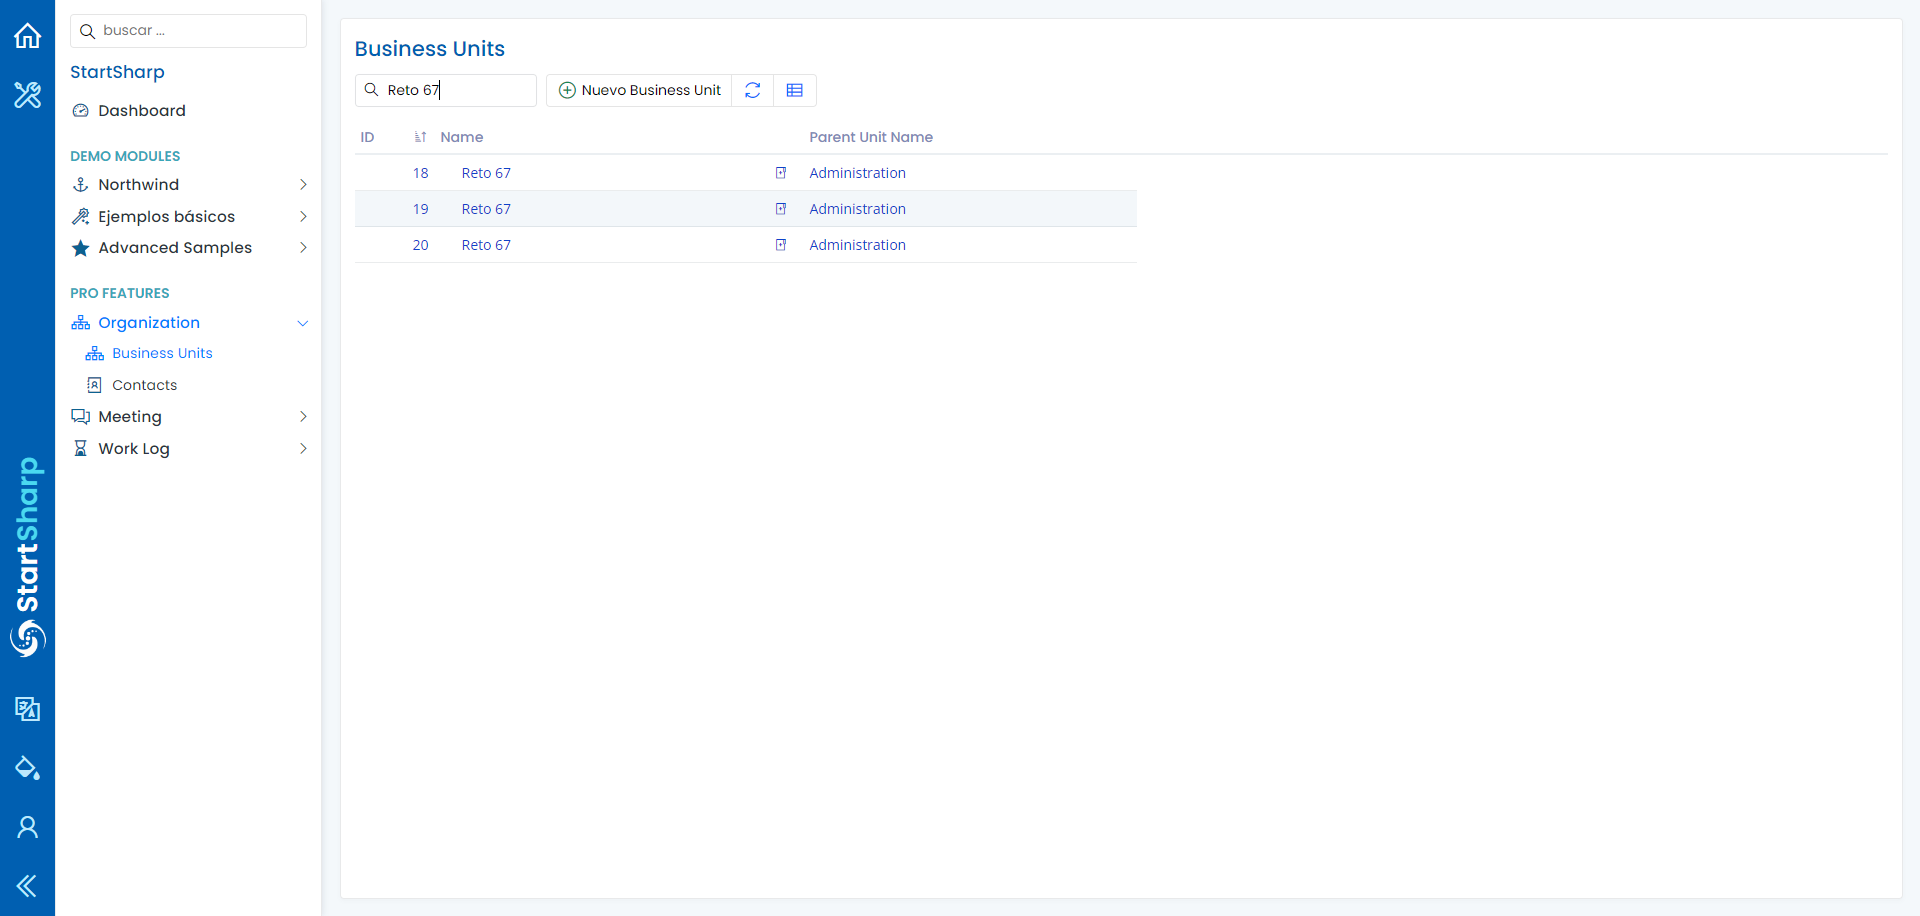 buscar ...
StartSharp
Dashboard
DEMO MODULES
Northwind
Ejemplos básicos
Advanced Samples
PRO FEATURES
Organization
Business Units
Contacts
Meeting
Work Log
StartSharp
Business Units
Reto 67
Nuevo Business Unit
ID Name Parent Unit Name
18 Reto 67 Administration
19 Reto 67 Administration
20 Reto 67 Administration